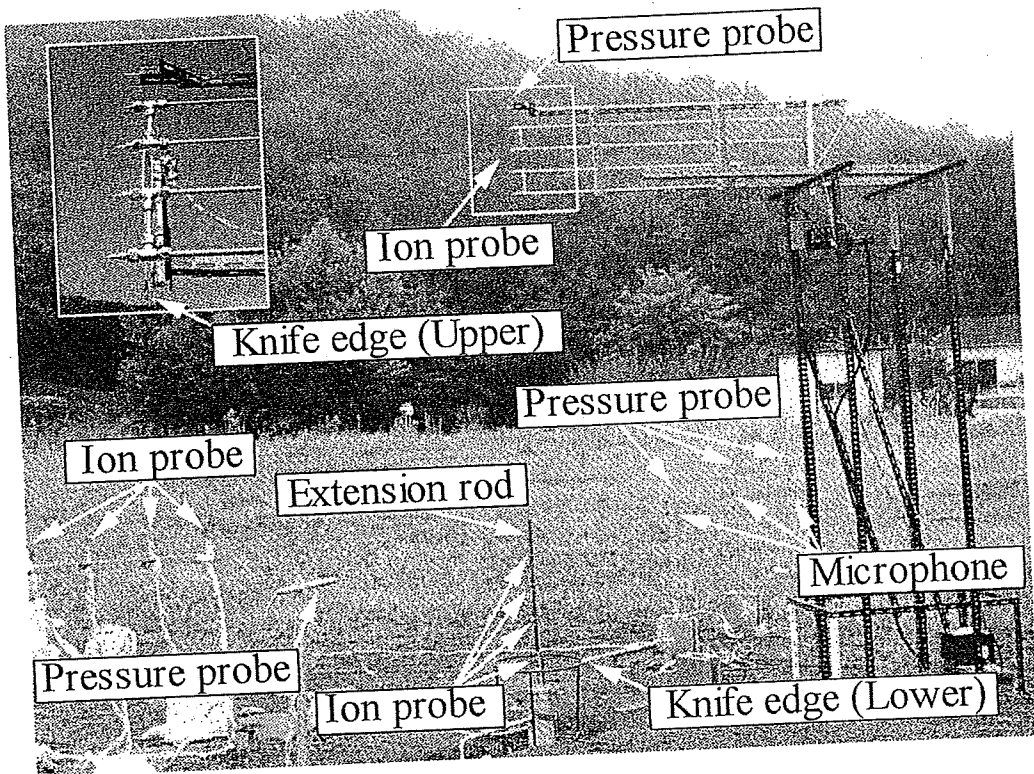 Pressure probe
Ion probe
Knife edge (Upper)
Pressure probe
Ion probe
Extension rod
Microphone
Pressure probe
Ion probe
Knife edge (Lower)